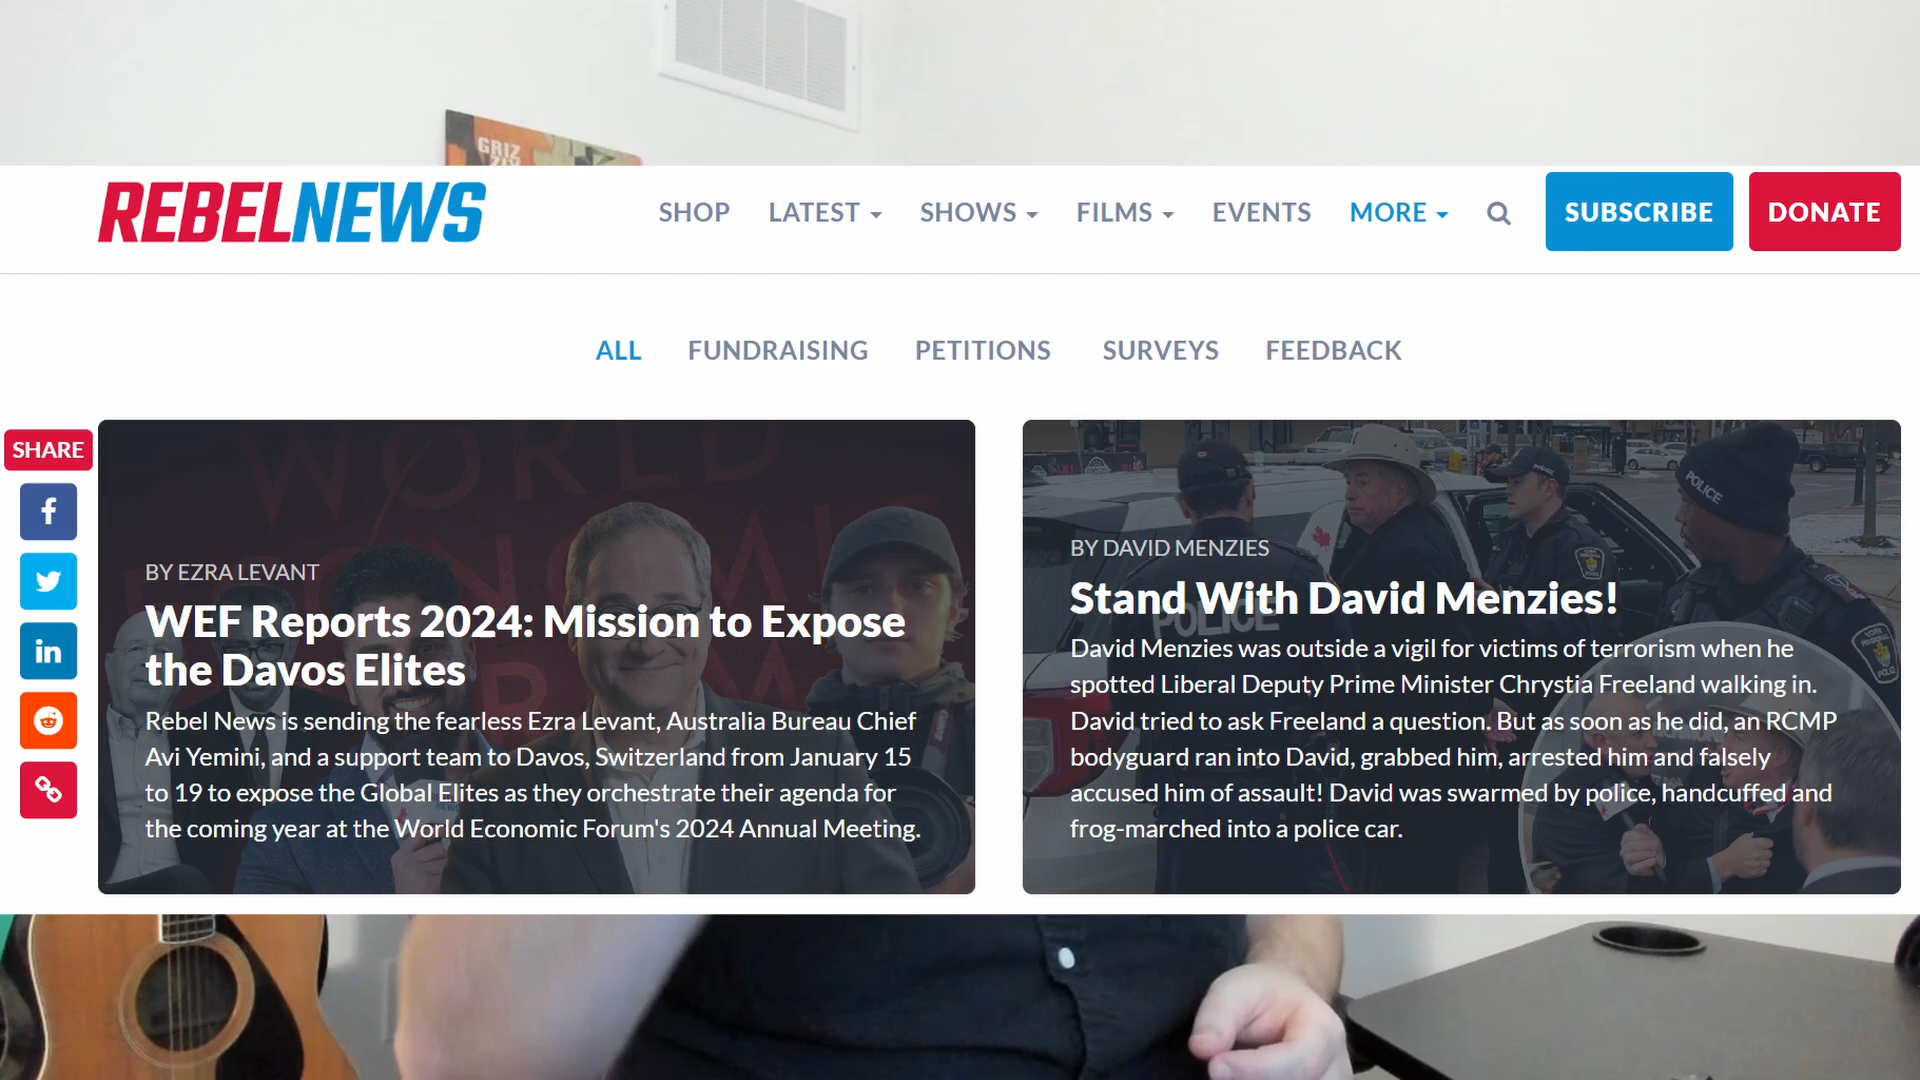 GRIZ
ZLY
REBELNEWS
SHOP LATEST SHOWS FILMS EVENTS MORE SUBSCRIBE DONATE
ALL FUNDRAISING PETITIONS SURVEYS FEEDBACK
SHARE
WORLD
ECONOMIC
FORUM
BY EZRA LEVANT
WEF Reports 2024: Mission to Expose
the Davos Elites
Rebel News is sending the fearless Ezra Levant, Australia Bureau Chief
Avi Yemini, and a support team to Davos, Switzerland from January 15
to 19 to expose the Global Elites as they orchestrate their agenda for
the coming year at the World Economic Forum's 2024 Annual Meeting.
POLICE
POLICE
BY DAVID MENZIES
Stand With David Menzies!
David Menzies was outside a vigil for victims of terrorism when he
spotted Liberal Deputy Prime Minister Chrystia Freeland walking in.
David tried to ask Freeland a question. But as soon as he did, an RCMP
bodyguard ran into David, grabbed him, arrested him and falsely
accused him of assault! David was swarmed by police, handcuffed and
frog-marched into a police car.